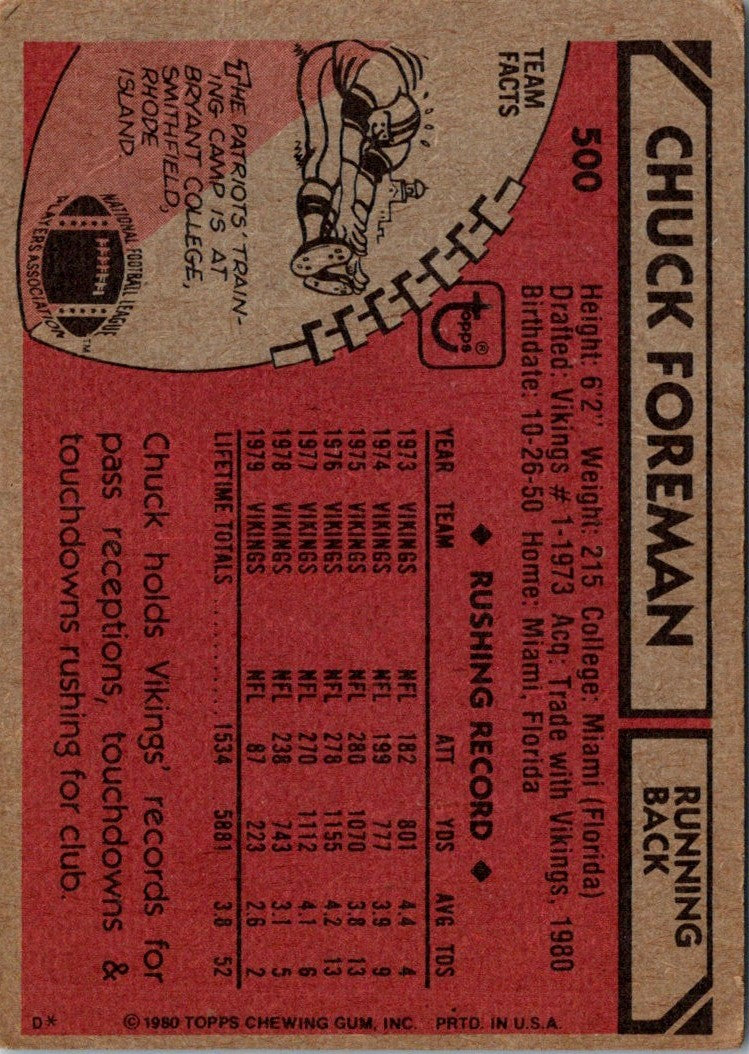 CHUCK FOREMAN
RUNNING
BACK
500
Height: 6'2" Weight: 215 College: Miami (Florida)
Drafted: Vikings # 1-1973 Acq: Trade with Vikings, 1980
Birthdate: 10-26-50 Home: Miami, Florida
TEAM
FACTS
THE PATRIOTS' TRAIN-
ING CAMP IS AT
BRYANT COLLEGE,
SMITHFIELD,
RHODE
ISLAND.
NATIONAL FOOTBALL LEAGUE
PLAYERS ASSOCIATION
TM
topps ®
◆ RUSHING RECORD ◆
YEAR TEAM ATT YDS AVG TDS
1973 VIKINGS NFL 182 801 4.4 4
1974 VIKINGS NFL 199 777 3.9 9
1975 VIKINGS NFL 280 1070 3.8 13
1976 VIKINGS NFL 278 1155 4.2 13
1977 VIKINGS NFL 270 1112 4.1 6
1978 VIKINGS NFL 238 743 3.1 5
1979 VIKINGS NFL 87 223 2.6 2
LIFETIME TOTALS .......... 1534 5881 3.8 52
Chuck holds Vikings' records for
pass receptions, touchdowns &
touchdowns rushing for club.
D* © 1980 TOPPS CHEWING GUM, INC. PRTD. IN U.S.A.